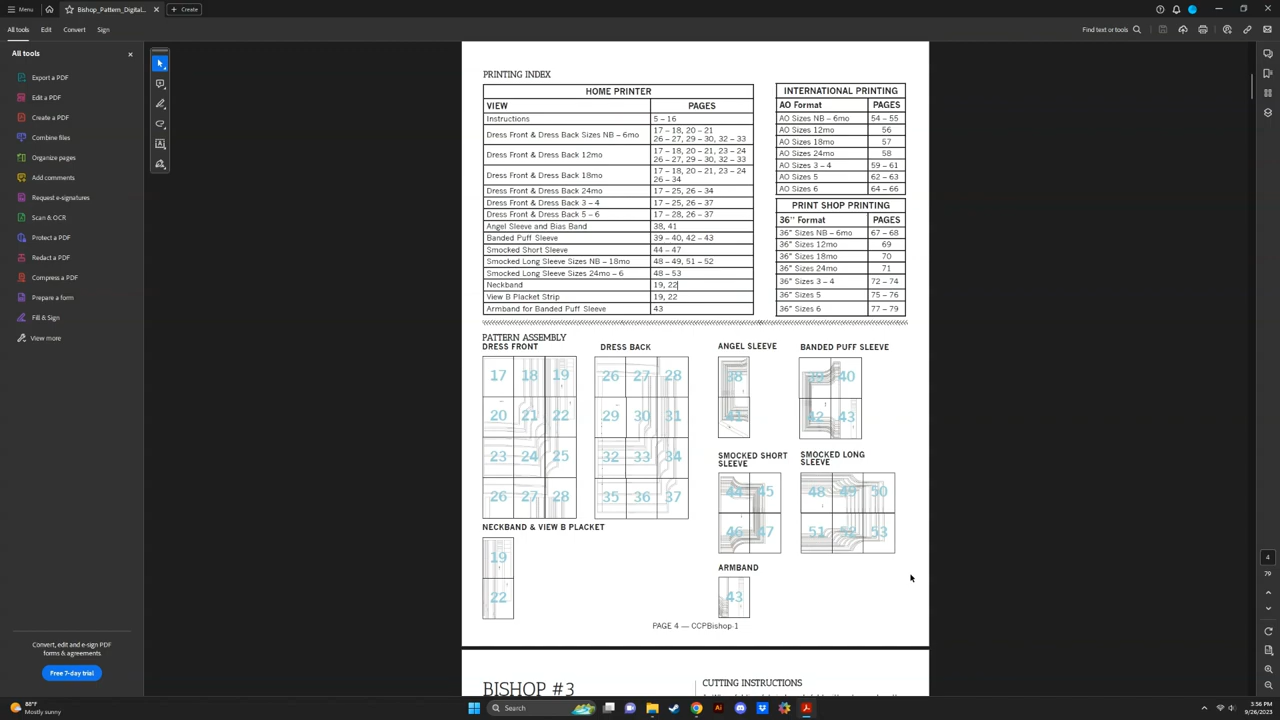 Menu
Bishop_Pattern_Digital...
Create
All tools
Edit
Convert
Sign
Find text or tools
All tools
Export a PDF
Edit a PDF
Create a PDF
Combine files
Organize pages
Add comments
Request e-signatures
Scan & OCR
Protect a PDF
Redact a PDF
Compress a PDF
Prepare a form
Fill & Sign
View more
Convert, edit and e-sign PDF
forms & agreements.
Free 7-day trial
PRINTING INDEX
HOME PRINTER
VIEW PAGES
Instructions 5 – 16
Dress Front & Dress Back Sizes NB – 6mo 17 – 18, 20 – 21
26 – 27, 29 – 30, 32 – 33
Dress Front & Dress Back 12mo 17 – 18, 20 – 21, 23 – 24
26 – 27, 29 – 30, 32 – 33
Dress Front & Dress Back 18mo 17 – 18, 20 – 21, 23 – 24
26 – 34
Dress Front & Dress Back 24mo 17 – 25, 26 – 34
Dress Front & Dress Back 3 – 4 17 – 25, 26 – 37
Dress Front & Dress Back 5 – 6 17 – 28, 26 – 37
Angel Sleeve and Bias Band 38, 41
Banded Puff Sleeve 39 – 40, 42 – 43
Smocked Short Sleeve 44 – 47
Smocked Long Sleeve Sizes NB – 18mo 48 – 49, 51 – 52
Smocked Long Sleeve Sizes 24mo – 6 48 – 53
Neckband 19, 22
View B Placket Strip 19, 22
Armband for Banded Puff Sleeve 43
INTERNATIONAL PRINTING
AO Format PAGES
AO Sizes NB – 6mo 54 – 55
AO Sizes 12mo 56
AO Sizes 18mo 57
AO Sizes 24mo 58
AO Sizes 3 – 4 59 – 61
AO Sizes 5 62 – 63
AO Sizes 6 64 – 66
PRINT SHOP PRINTING
36" Format PAGES
36" Sizes NB – 6mo 67 – 68
36" Sizes 12mo 69
36" Sizes 18mo 70
36" Sizes 24mo 71
36" Sizes 3 – 4 72 – 74
36" Sizes 5 75 – 76
36" Sizes 6 77 – 79
PATTERN ASSEMBLY
DRESS FRONT
17 18 19
20 21 22
23 24 25
26 27 28
DRESS BACK
26 27 28
29 30 31
32 33 34
35 36 37
ANGEL SLEEVE
38
41
BANDED PUFF SLEEVE
39 40
42 43
SMOCKED SHORT
SLEEVE
44 45
46 47
SMOCKED LONG
SLEEVE
48 49 50
51 52 53
NECKBAND & VIEW B PLACKET
19
22
ARMBAND
43
PAGE 4 — CCPBishop-1
BISHOP #3
CUTTING INSTRUCTIONS
4
79
88°F
Mostly sunny
Search
3:56 PM
9/26/2023